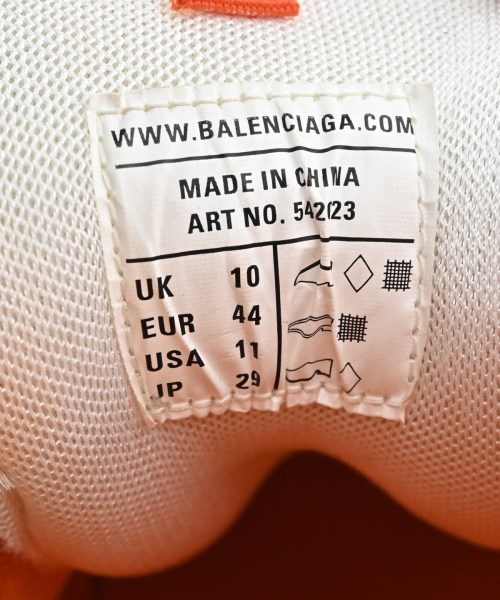 WWW.BALENCIAGA.COM
MADE IN CHINA
ART NO. 542023
UK 10
EUR 44
USA 11
JP 29